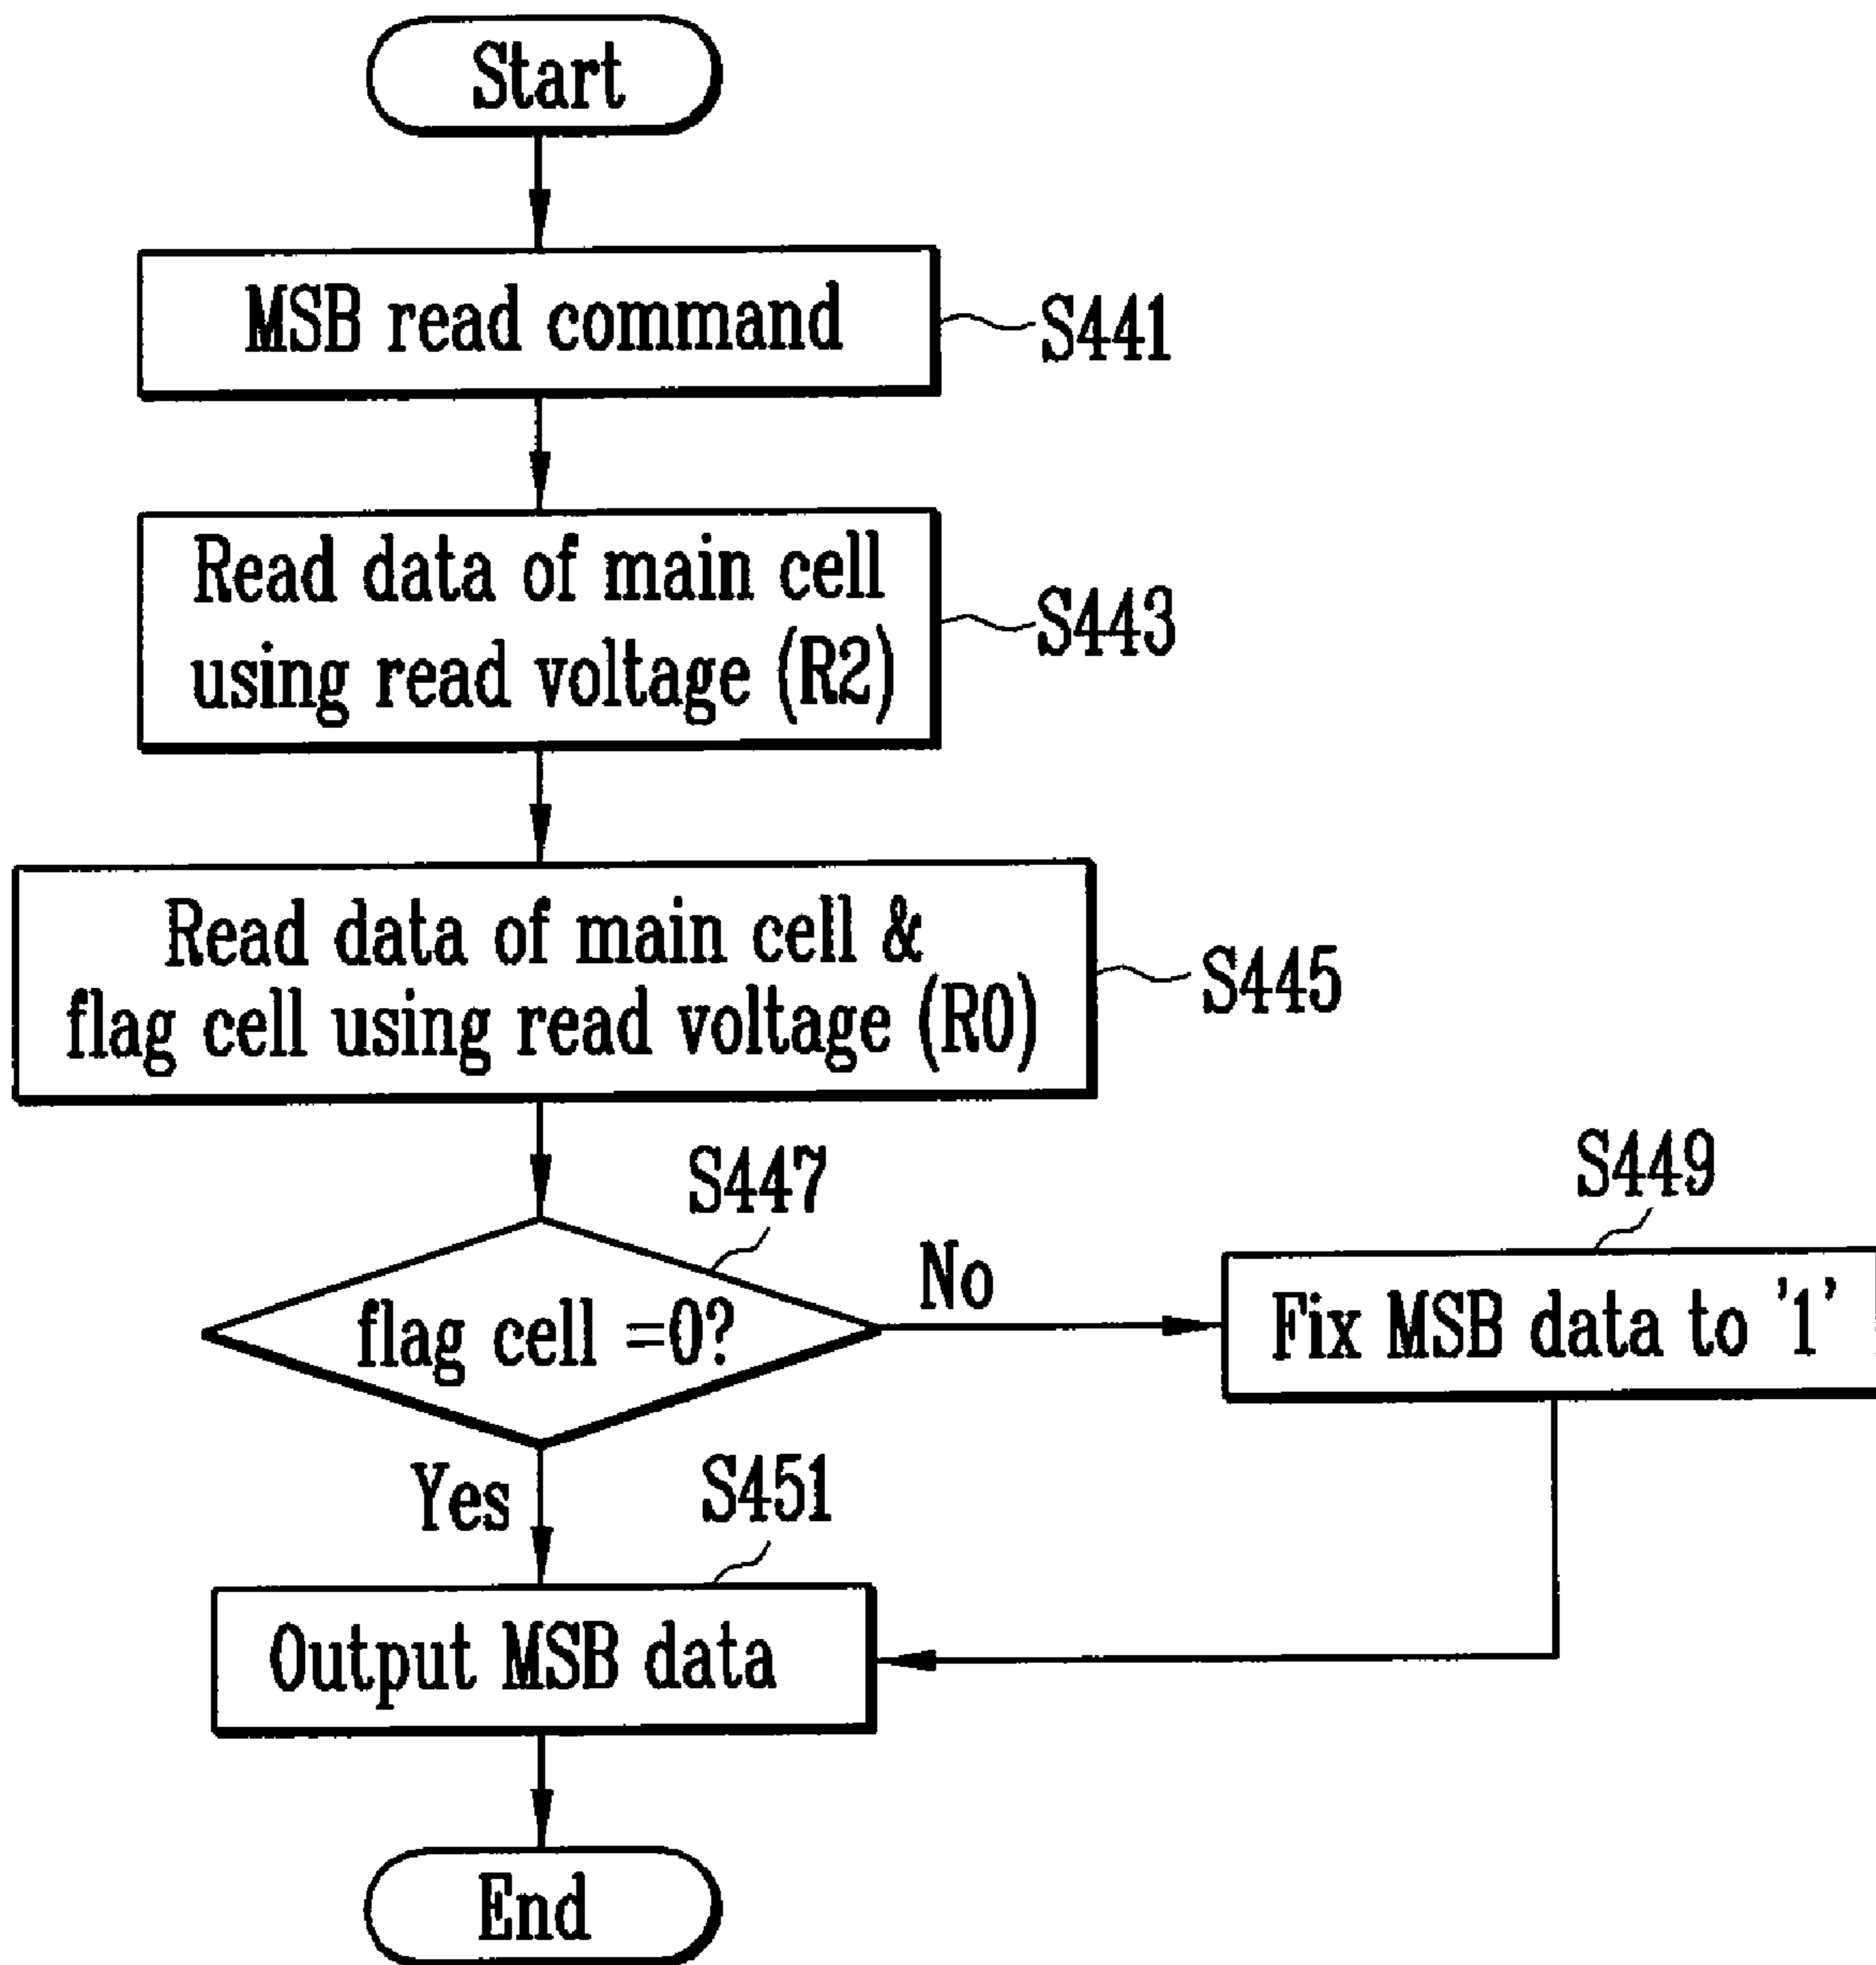 Start
MSB read command
S441
Read data of main cell
using read voltage (R2)
S443
Read data of main cell &
flag cell using read voltage (R0)
S445
S447
flag cell =0?
No
S449
Fix MSB data to '1'
Yes
S451
Output MSB data
End